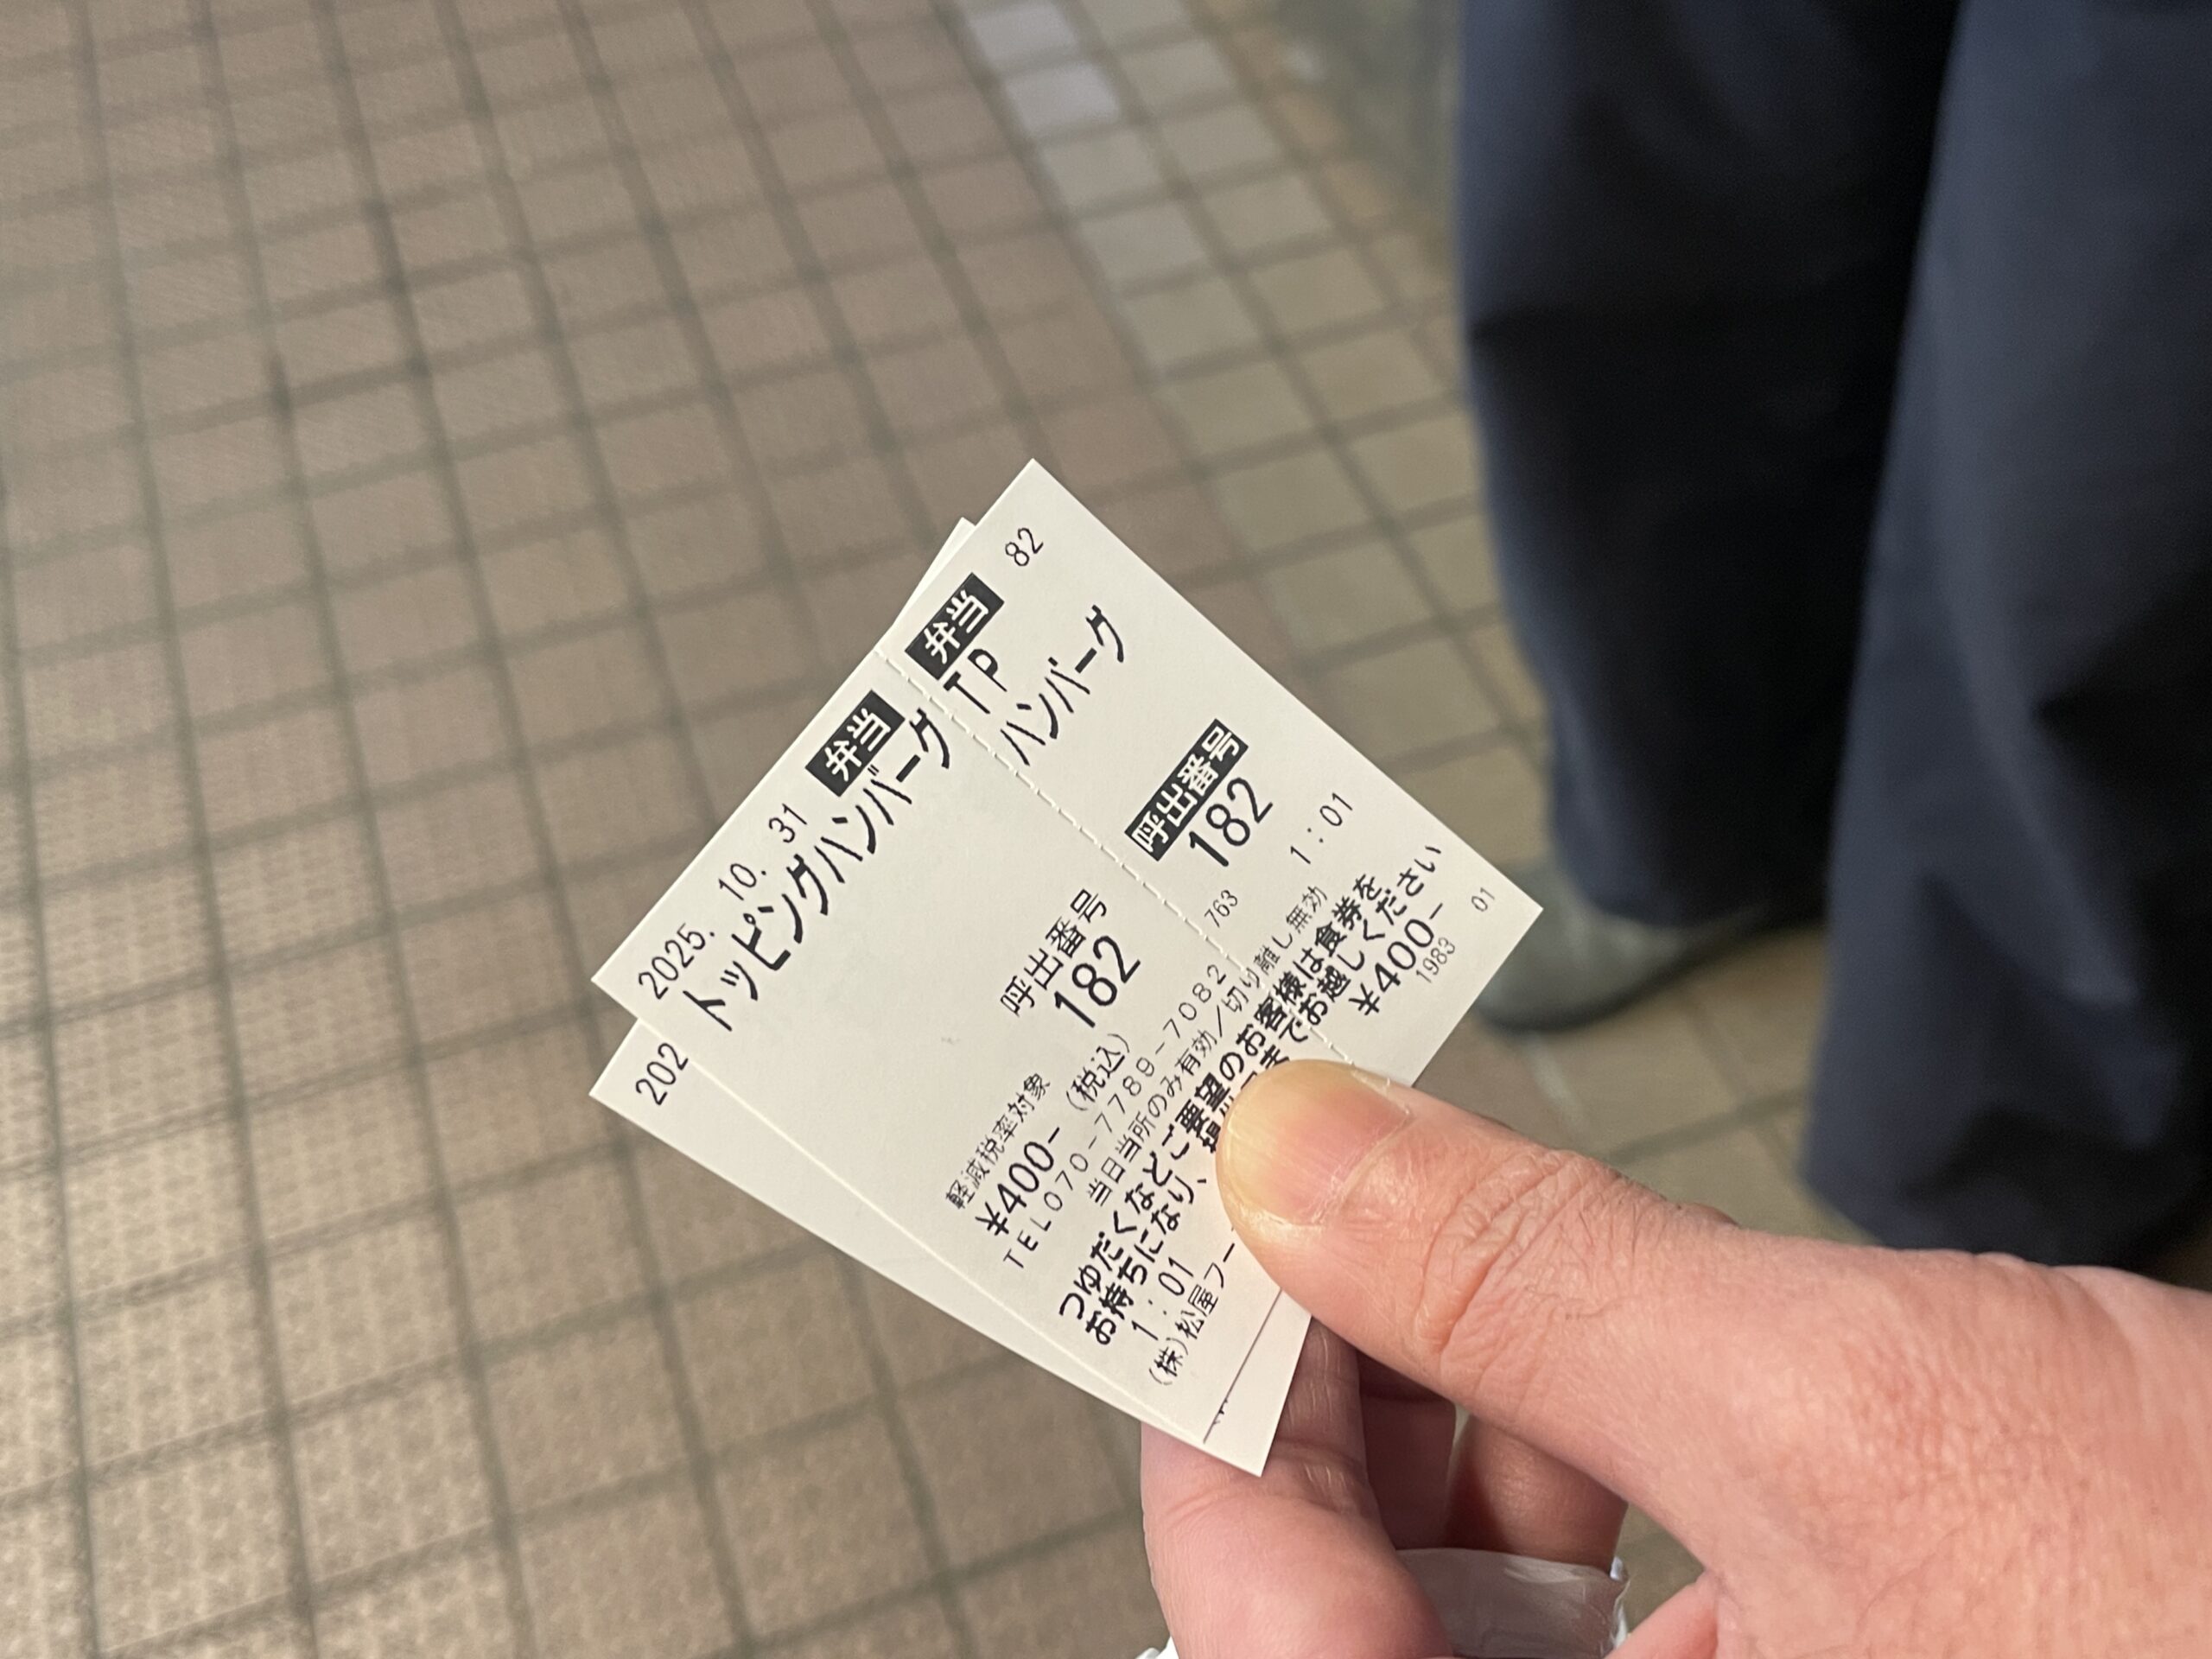 2025. 10. 31 弁当
トッピングハンバーグ
呼出番号
182
軽減税率対象
¥400- (税込)
TEL070-7789-7082 763
当日当所のみ有効/切り離し無効
つゆだくなどご要望のお客様は食券を
お持ちになり、 までお越しください
1:01
(株)松屋フー
弁当 82
TP
ハンバーグ
呼出番号
182
1:01
¥400-
1983 01
202